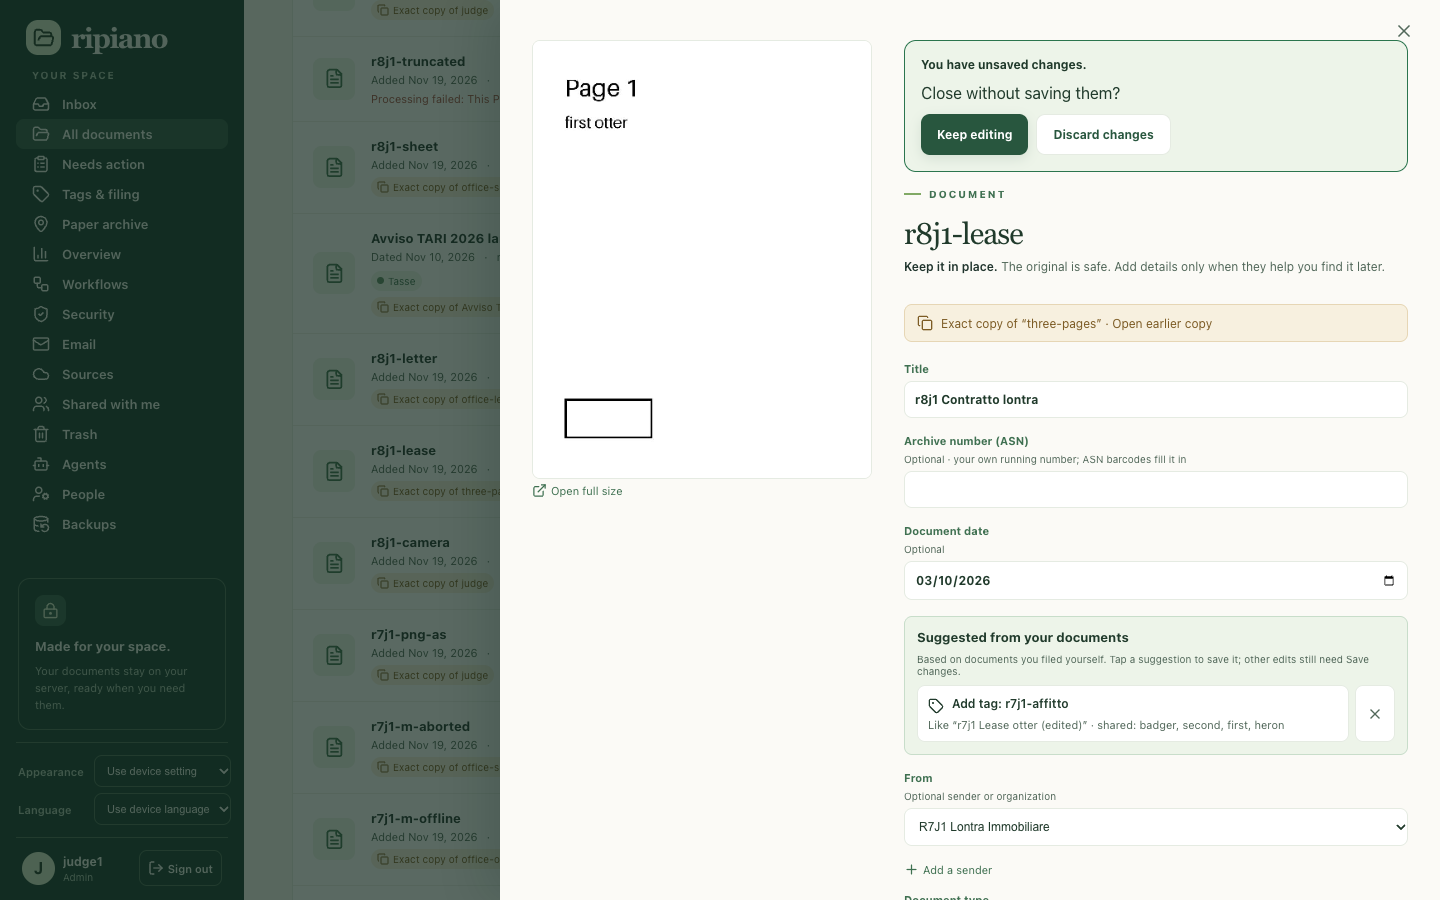 ripiano
YOUR SPACE
Inbox
All documents
Needs action
Tags & filing
Paper archive
Overview
Workflows
Security
Email
Sources
Shared with me
Trash
Agents
People
Backups
Made for your space.
Your documents stay on your
server, ready when you need
them.
Appearance
Use device setting
Language
Use device language
J
judge1
Admin
Sign out
Exact copy of judge
r8j1-truncated
Added Nov 19, 2026 ·
Processing failed: This P
r8j1-sheet
Added Nov 19, 2026 ·
Exact copy of office-s
Avviso TARI 2026 la
Dated Nov 10, 2026 ·
Tasse
Exact copy of Avviso T
r8j1-letter
Added Nov 19, 2026 ·
Exact copy of office-le
r8j1-lease
Added Nov 19, 2026 ·
Exact copy of three-pa
r8j1-camera
Added Nov 19, 2026 ·
Exact copy of judge
r7j1-png-as
Added Nov 19, 2026 ·
Exact copy of judge
r7j1-m-aborted
Added Nov 19, 2026 ·
Exact copy of office-s
r7j1-m-offline
Added Nov 19, 2026 ·
Exact copy of office-o
Page 1
first otter
Open full size
You have unsaved changes.
Close without saving them?
Keep editing
Discard changes
DOCUMENT
r8j1-lease
Keep it in place. The original is safe. Add details only when they help you find it later.
Exact copy of “three-pages” · Open earlier copy
Title
r8j1 Contratto lontra
Archive number (ASN)
Optional · your own running number; ASN barcodes fill it in
Document date
Optional
03/10/2026
Suggested from your documents
Based on documents you filed yourself. Tap a suggestion to save it; other edits still need Save
changes.
Add tag: r7j1-affitto
Like “r7j1 Lease otter (edited)” · shared: badger, second, first, heron
From
Optional sender or organization
R7J1 Lontra Immobiliare
Add a sender